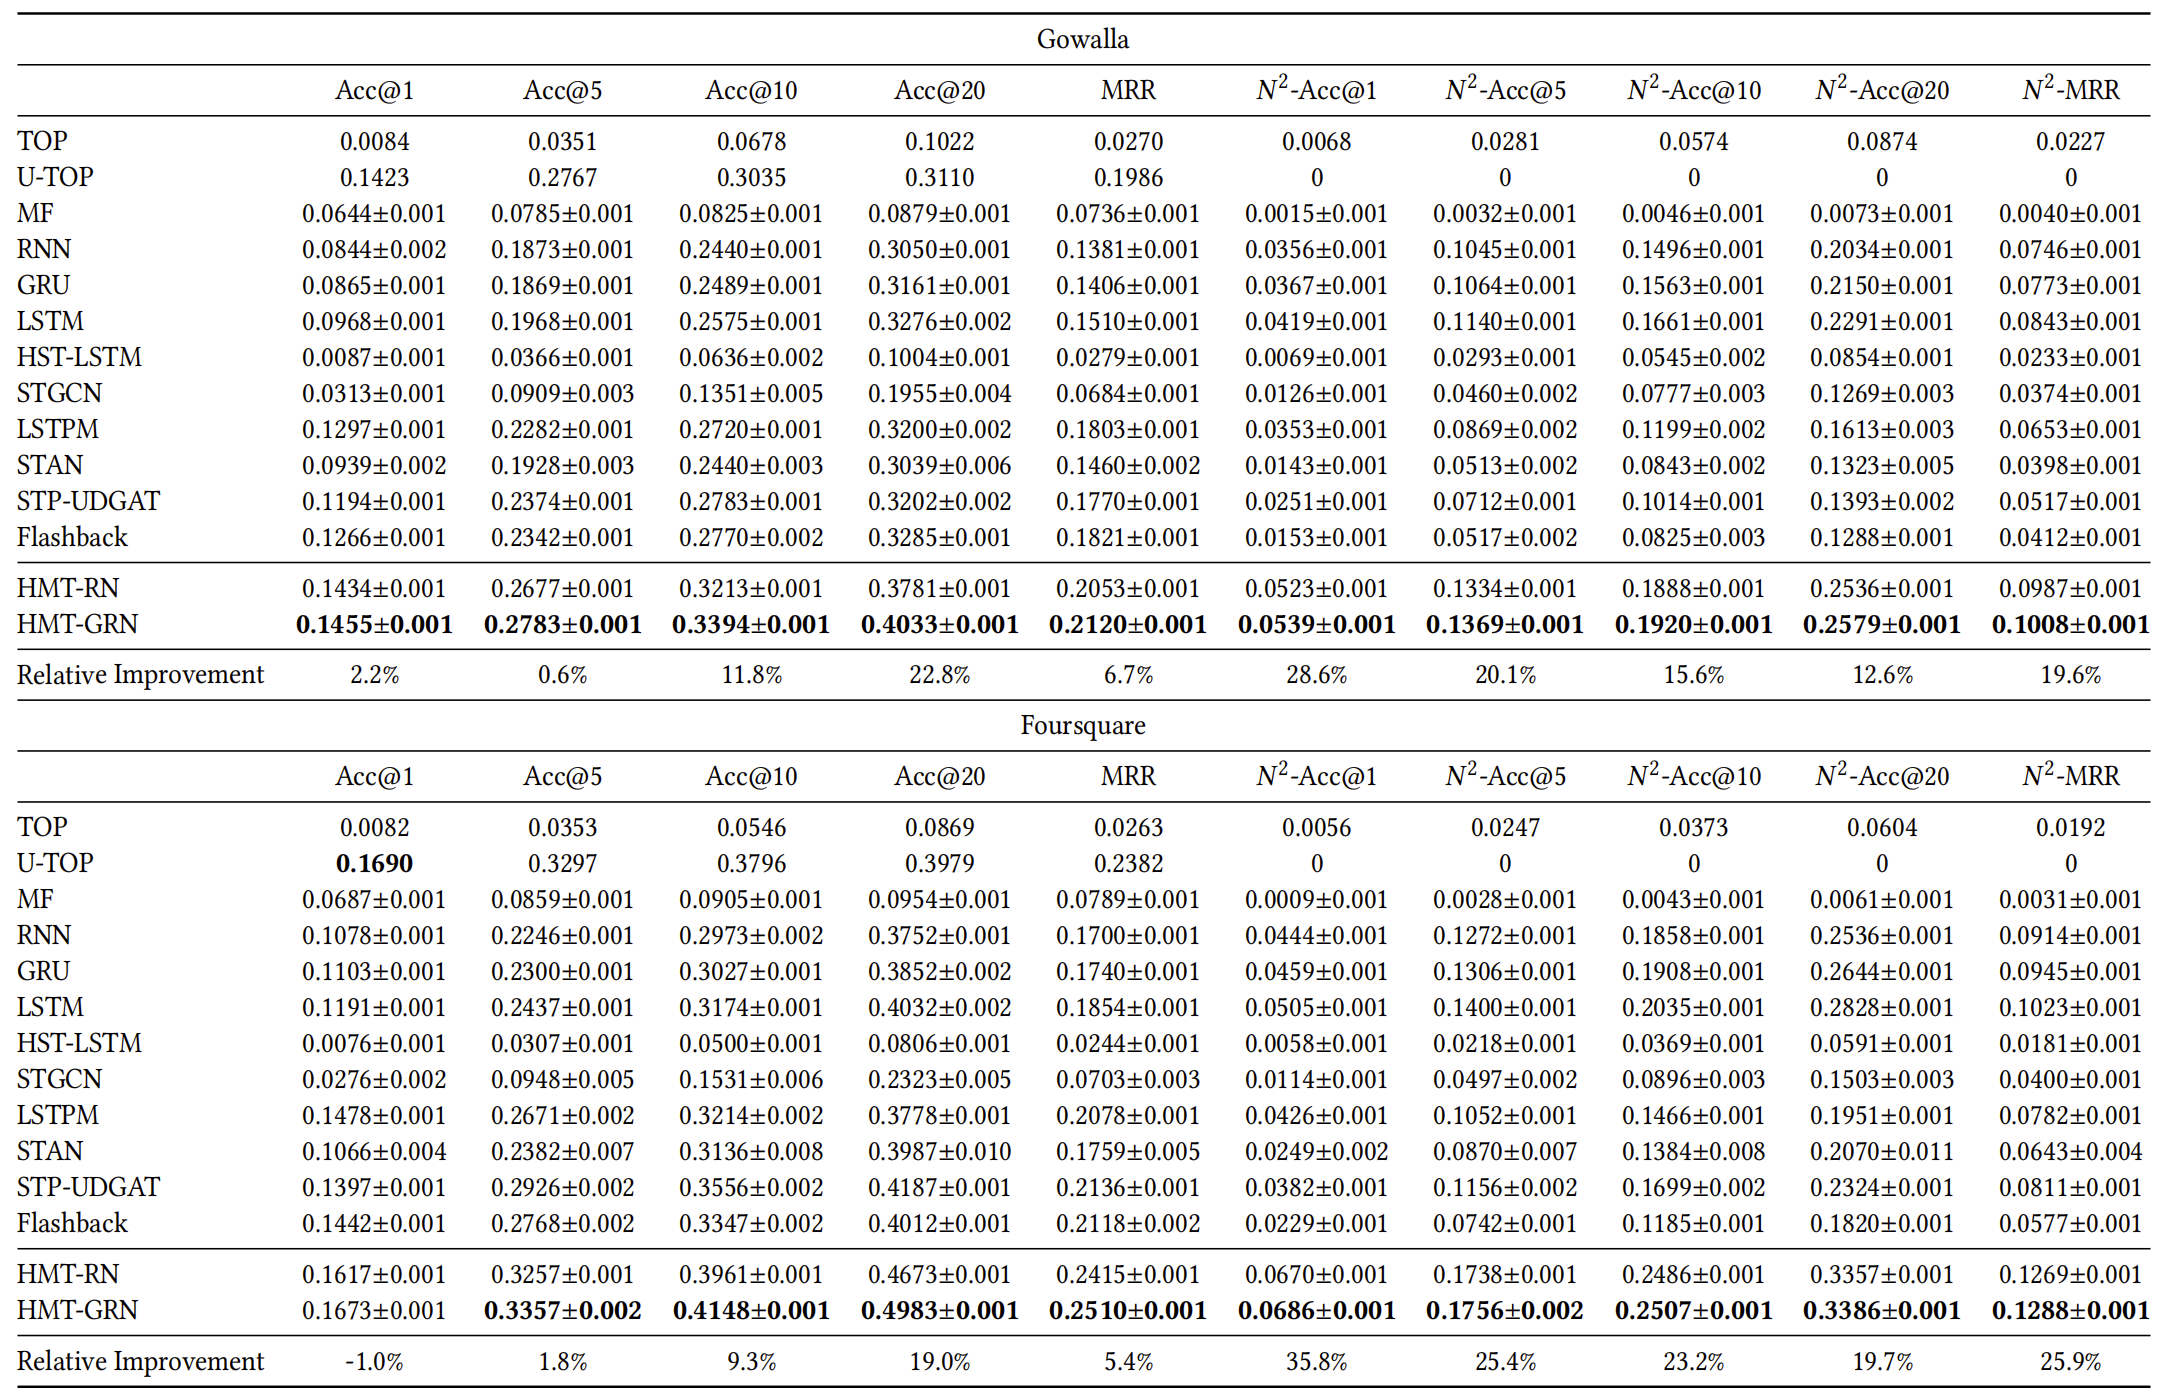 Gowalla
Acc@1 Acc@5 Acc@10 Acc@20 MRR N²-Acc@1 N²-Acc@5 N²-Acc@10 N²-Acc@20 N²-MRR
TOP 0.0084 0.0351 0.0678 0.1022 0.0270 0.0068 0.0281 0.0574 0.0874 0.0227
U-TOP 0.1423 0.2767 0.3035 0.3110 0.1986 0 0 0 0 0
MF 0.0644±0.001 0.0785±0.001 0.0825±0.001 0.0879±0.001 0.0736±0.001 0.0015±0.001 0.0032±0.001 0.0046±0.001 0.0073±0.001 0.0040±0.001
RNN 0.0844±0.002 0.1873±0.001 0.2440±0.001 0.3050±0.001 0.1381±0.001 0.0356±0.001 0.1045±0.001 0.1496±0.001 0.2034±0.001 0.0746±0.001
GRU 0.0865±0.001 0.1869±0.001 0.2489±0.001 0.3161±0.001 0.1406±0.001 0.0367±0.001 0.1064±0.001 0.1563±0.001 0.2150±0.001 0.0773±0.001
LSTM 0.0968±0.001 0.1968±0.001 0.2575±0.001 0.3276±0.002 0.1510±0.001 0.0419±0.001 0.1140±0.001 0.1661±0.001 0.2291±0.001 0.0843±0.001
HST-LSTM 0.0087±0.001 0.0366±0.001 0.0636±0.002 0.1004±0.001 0.0279±0.001 0.0069±0.001 0.0293±0.001 0.0545±0.002 0.0854±0.001 0.0233±0.001
STGCN 0.0313±0.001 0.0909±0.003 0.1351±0.005 0.1955±0.004 0.0684±0.001 0.0126±0.001 0.0460±0.002 0.0777±0.003 0.1269±0.003 0.0374±0.001
LSTPM 0.1297±0.001 0.2282±0.001 0.2720±0.001 0.3200±0.002 0.1803±0.001 0.0353±0.001 0.0869±0.002 0.1199±0.002 0.1613±0.003 0.0653±0.001
STAN 0.0939±0.002 0.1928±0.003 0.2440±0.003 0.3039±0.006 0.1460±0.002 0.0143±0.001 0.0513±0.002 0.0843±0.002 0.1323±0.005 0.0398±0.001
STP-UDGAT 0.1194±0.001 0.2374±0.001 0.2783±0.001 0.3202±0.002 0.1770±0.001 0.0251±0.001 0.0712±0.001 0.1014±0.001 0.1393±0.002 0.0517±0.001
Flashback 0.1266±0.001 0.2342±0.001 0.2770±0.002 0.3285±0.001 0.1821±0.001 0.0153±0.001 0.0517±0.002 0.0825±0.003 0.1288±0.001 0.0412±0.001
HMT-RN 0.1434±0.001 0.2677±0.001 0.3213±0.001 0.3781±0.001 0.2053±0.001 0.0523±0.001 0.1334±0.001 0.1888±0.001 0.2536±0.001 0.0987±0.001
HMT-GRN 0.1455±0.001 0.2783±0.001 0.3394±0.001 0.4033±0.001 0.2120±0.001 0.0539±0.001 0.1369±0.001 0.1920±0.001 0.2579±0.001 0.1008±0.001
Relative Improvement 2.2% 0.6% 11.8% 22.8% 6.7% 28.6% 20.1% 15.6% 12.6% 19.6%
Foursquare
Acc@1 Acc@5 Acc@10 Acc@20 MRR N²-Acc@1 N²-Acc@5 N²-Acc@10 N²-Acc@20 N²-MRR
TOP 0.0082 0.0353 0.0546 0.0869 0.0263 0.0056 0.0247 0.0373 0.0604 0.0192
U-TOP 0.1690 0.3297 0.3796 0.3979 0.2382 0 0 0 0 0
MF 0.0687±0.001 0.0859±0.001 0.0905±0.001 0.0954±0.001 0.0789±0.001 0.0009±0.001 0.0028±0.001 0.0043±0.001 0.0061±0.001 0.0031±0.001
RNN 0.1078±0.001 0.2246±0.001 0.2973±0.002 0.3752±0.001 0.1700±0.001 0.0444±0.001 0.1272±0.001 0.1858±0.001 0.2536±0.001 0.0914±0.001
GRU 0.1103±0.001 0.2300±0.001 0.3027±0.001 0.3852±0.002 0.1740±0.001 0.0459±0.001 0.1306±0.001 0.1908±0.001 0.2644±0.001 0.0945±0.001
LSTM 0.1191±0.001 0.2437±0.001 0.3174±0.001 0.4032±0.002 0.1854±0.001 0.0505±0.001 0.1400±0.001 0.2035±0.001 0.2828±0.001 0.1023±0.001
HST-LSTM 0.0076±0.001 0.0307±0.001 0.0500±0.001 0.0806±0.001 0.0244±0.001 0.0058±0.001 0.0218±0.001 0.0369±0.001 0.0591±0.001 0.0181±0.001
STGCN 0.0276±0.002 0.0948±0.005 0.1531±0.006 0.2323±0.005 0.0703±0.003 0.0114±0.001 0.0497±0.002 0.0896±0.003 0.1503±0.003 0.0400±0.001
LSTPM 0.1478±0.001 0.2671±0.002 0.3214±0.002 0.3778±0.001 0.2078±0.001 0.0426±0.001 0.1052±0.001 0.1466±0.001 0.1951±0.001 0.0782±0.001
STAN 0.1066±0.004 0.2382±0.007 0.3136±0.008 0.3987±0.010 0.1759±0.005 0.0249±0.002 0.0870±0.007 0.1384±0.008 0.2070±0.011 0.0643±0.004
STP-UDGAT 0.1397±0.001 0.2926±0.002 0.3556±0.002 0.4187±0.001 0.2136±0.001 0.0382±0.001 0.1156±0.002 0.1699±0.002 0.2324±0.001 0.0811±0.001
Flashback 0.1442±0.001 0.2768±0.002 0.3347±0.002 0.4012±0.001 0.2118±0.002 0.0229±0.001 0.0742±0.001 0.1185±0.001 0.1820±0.001 0.0577±0.001
HMT-RN 0.1617±0.001 0.3257±0.001 0.3961±0.001 0.4673±0.001 0.2415±0.001 0.0670±0.001 0.1738±0.001 0.2486±0.001 0.3357±0.001 0.1269±0.001
HMT-GRN 0.1673±0.001 0.3357±0.002 0.4148±0.001 0.4983±0.001 0.2510±0.001 0.0686±0.001 0.1756±0.002 0.2507±0.001 0.3386±0.001 0.1288±0.001
Relative Improvement -1.0% 1.8% 9.3% 19.0% 5.4% 35.8% 25.4% 23.2% 19.7% 25.9%